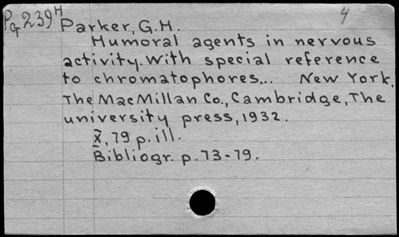 PG239H 4
Parker, G.H.
Humoral agents in nervous
activity. With special reference
to chromatophores... New York,
The MacMillan Co., Cambridge, The
university press, 1932.
X, 79 p. ill.
Bibliogr. p. 73-79.